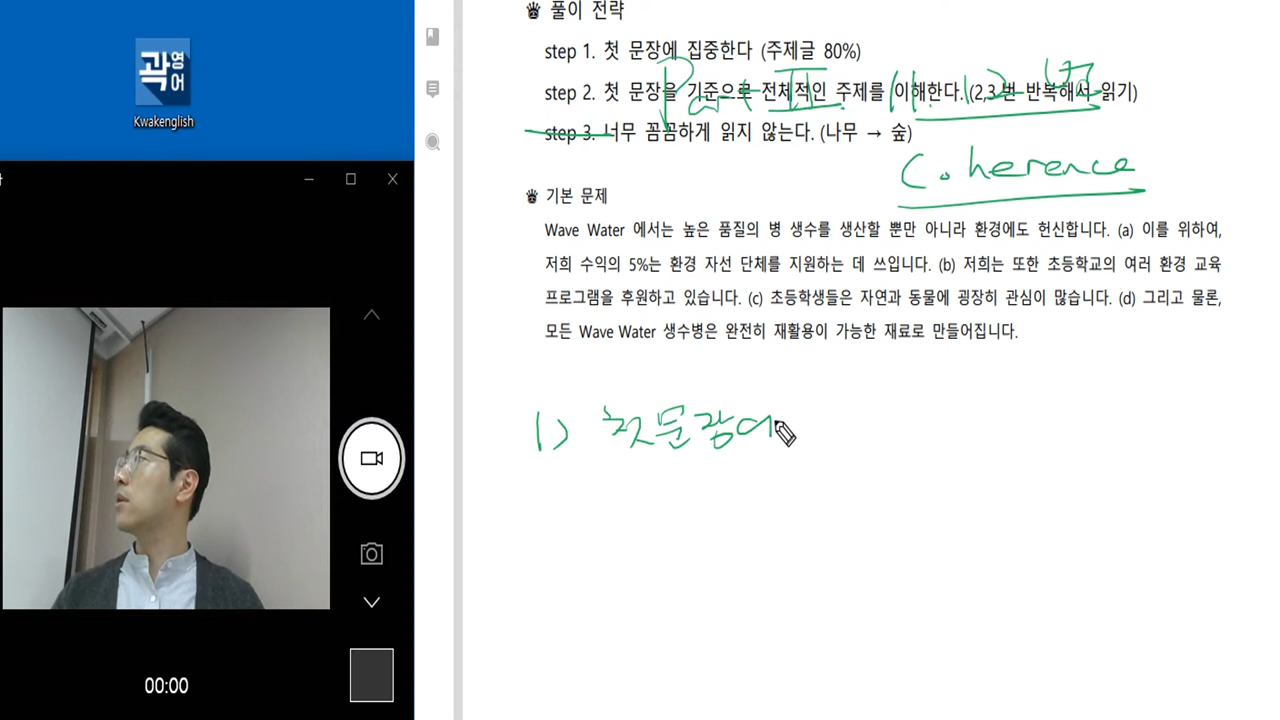 곽영어
Kwakenglish
00:00
풀이 전략
step 1. 첫 문장에 집중한다 (주제글 80%)
step 2. 첫 문장을 기준으로 전체적인 주제를 이해한다. (2,3번 반복해서 읽기)
Part II. 11. 12번
step 3. 너무 꼼꼼하게 읽지 않는다. (나무 → 숲)
Coherence
기본 문제
Wave Water 에서는 높은 품질의 병 생수를 생산할 뿐만 아니라 환경에도 헌신합니다. (a) 이를 위하여,
저희 수익의 5%는 환경 자선 단체를 지원하는 데 쓰입니다. (b) 저희는 또한 초등학교의 여러 환경 교육
프로그램을 후원하고 있습니다. (c) 초등학생들은 자연과 동물에 굉장히 관심이 많습니다. (d) 그리고 물론,
모든 Wave Water 생수병은 완전히 재활용이 가능한 재료로 만들어집니다.
1) 첫문장에